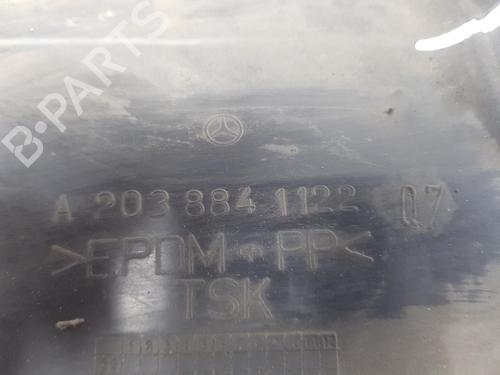 B-PARTS
A 203 884 1122 07
>EPDM-PP<
TSK